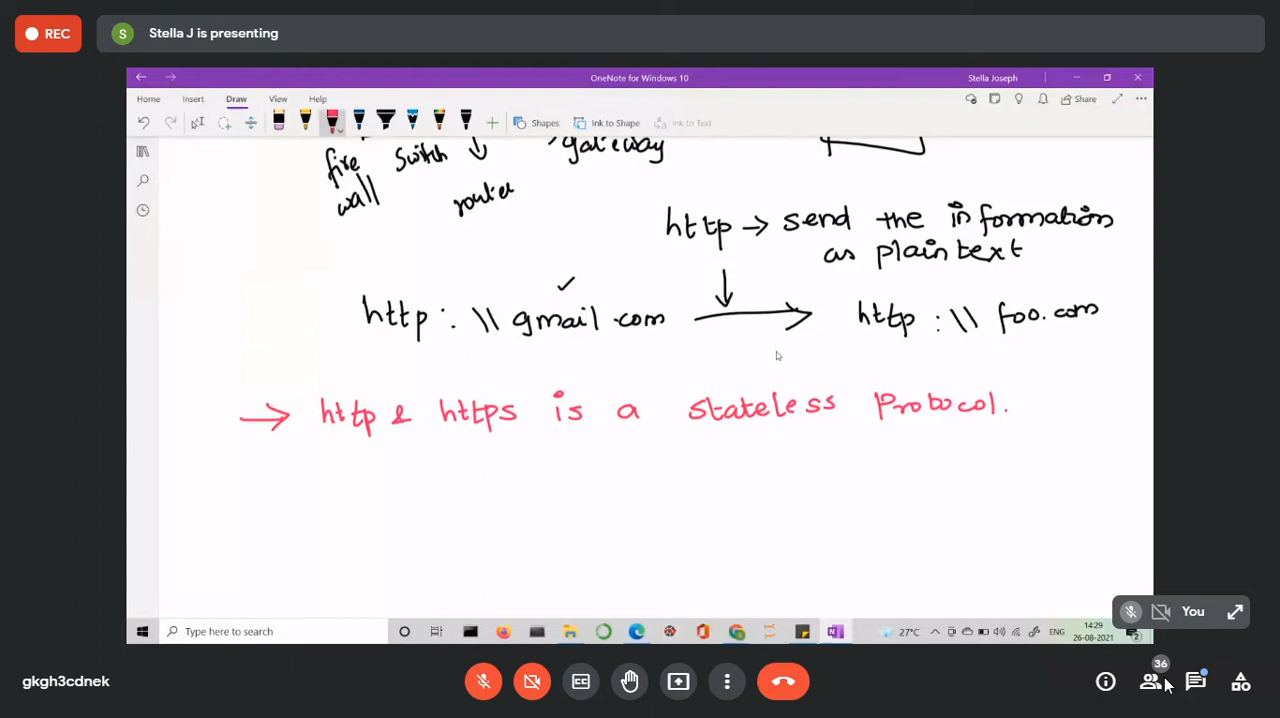 REC
S Stella J is presenting
OneNote for Windows 10
Stella Joseph
Home Insert Draw View Help
Share
Shapes Ink to Shape Ink to Text
fire switch gateway
wall router
http → send the information
as plain text
http : \\ gmail.com → http : \\ foo.com
→ http & https is a stateless Protocol.
You
Type here to search
27°C
ENG
14:29
26-08-2021
2
36
gkgh3cdnek